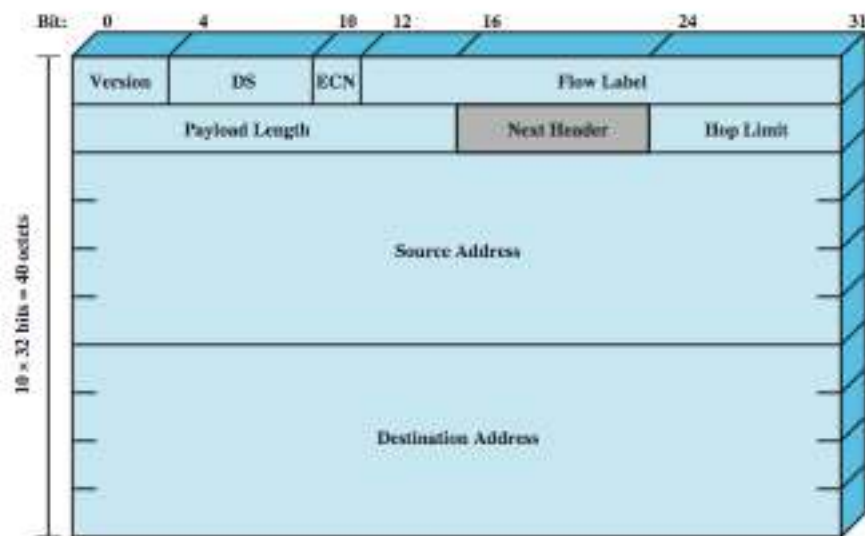 Bit: 0 4 10 12 16 24 31
Version DS ECN Flow Label
Payload Length Next Header Hop Limit
Source Address
Destination Address
10 × 32 bits = 40 octets